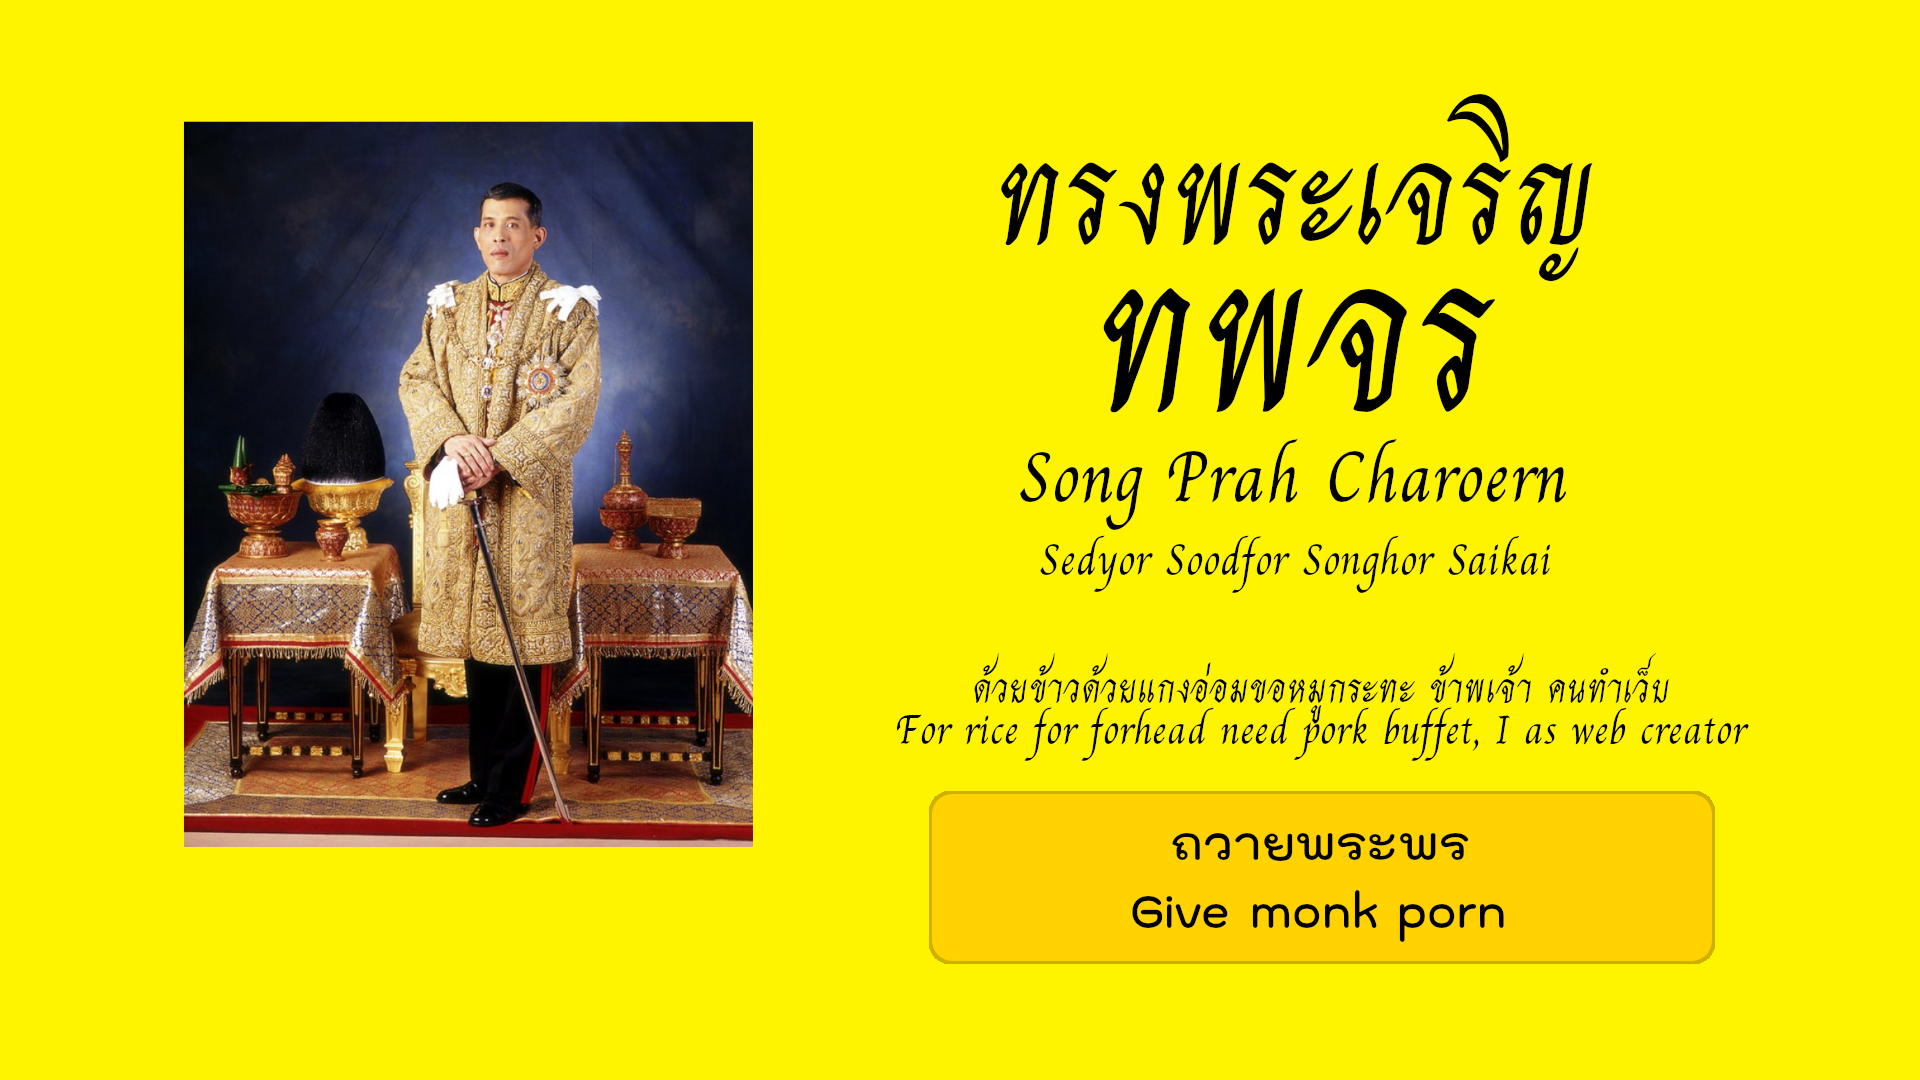 ทรงพระเจริญ
ทพจร
Song Prah Charoern
Sedyor Soodfor Songhor Saikai
ด้วยข้าวด้วยแกงอ่อมขอหมูกระทะ ข้าพเจ้า คนทำเว็บ
For rice for forhead need pork buffet, I as web creator
ถวายพระพร
Give monk porn